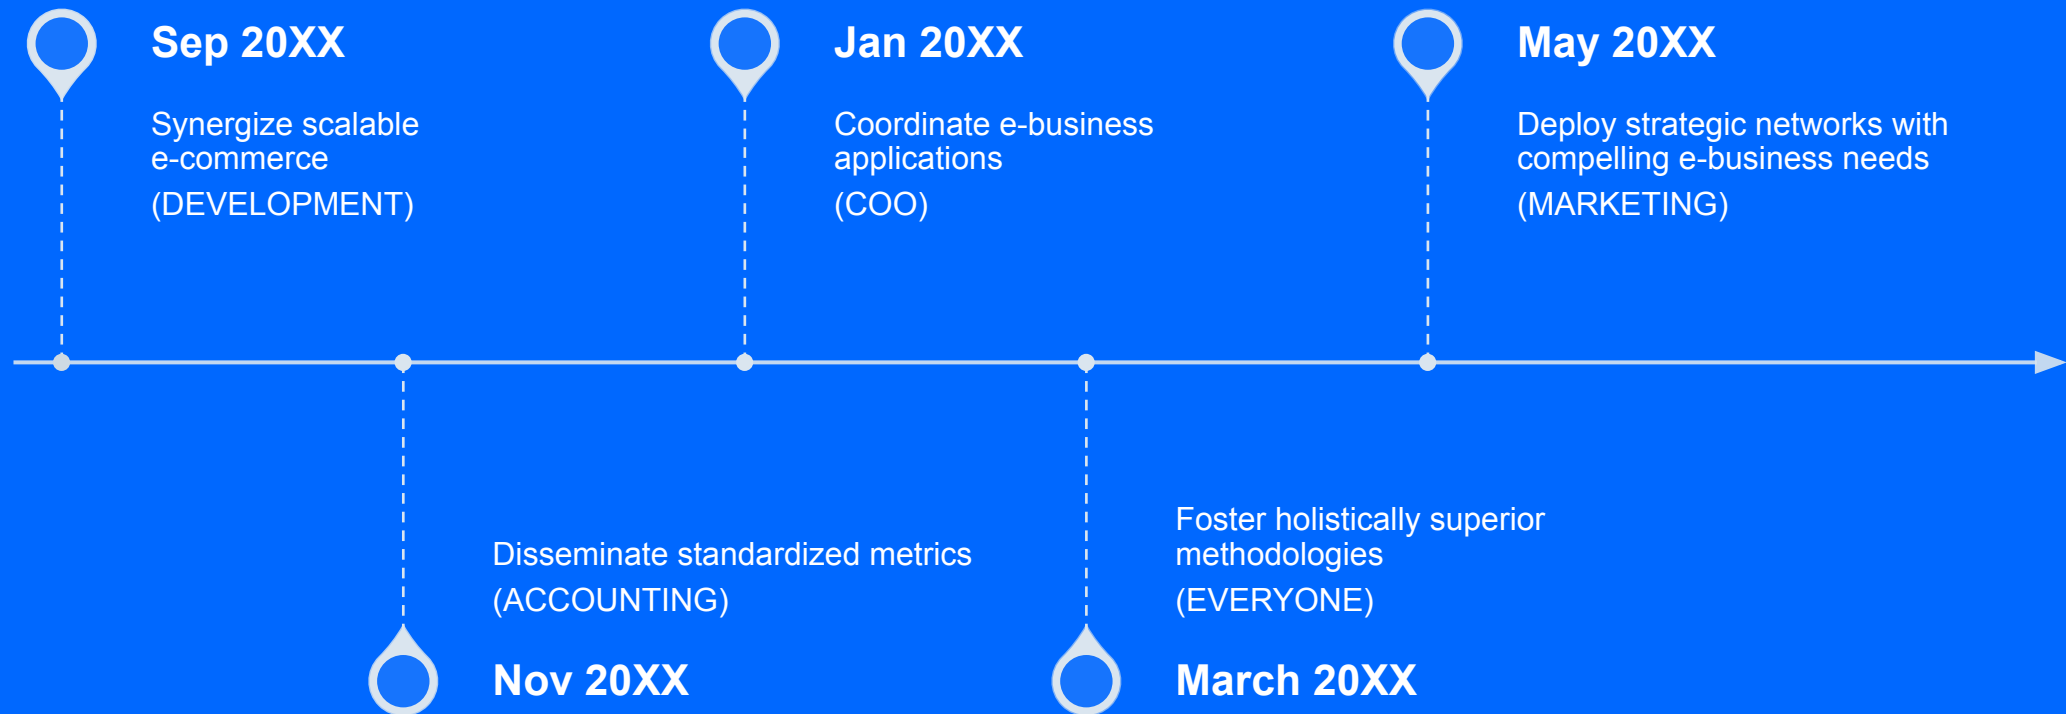 Sep 20XX
Synergize scalable
e-commerce
(DEVELOPMENT)
Jan 20XX
Coordinate e-business
applications
(COO)
May 20XX
Deploy strategic networks with
compelling e-business needs
(MARKETING)
Disseminate standardized metrics
(ACCOUNTING)
Nov 20XX
Foster holistically superior
methodologies
(EVERYONE)
March 20XX